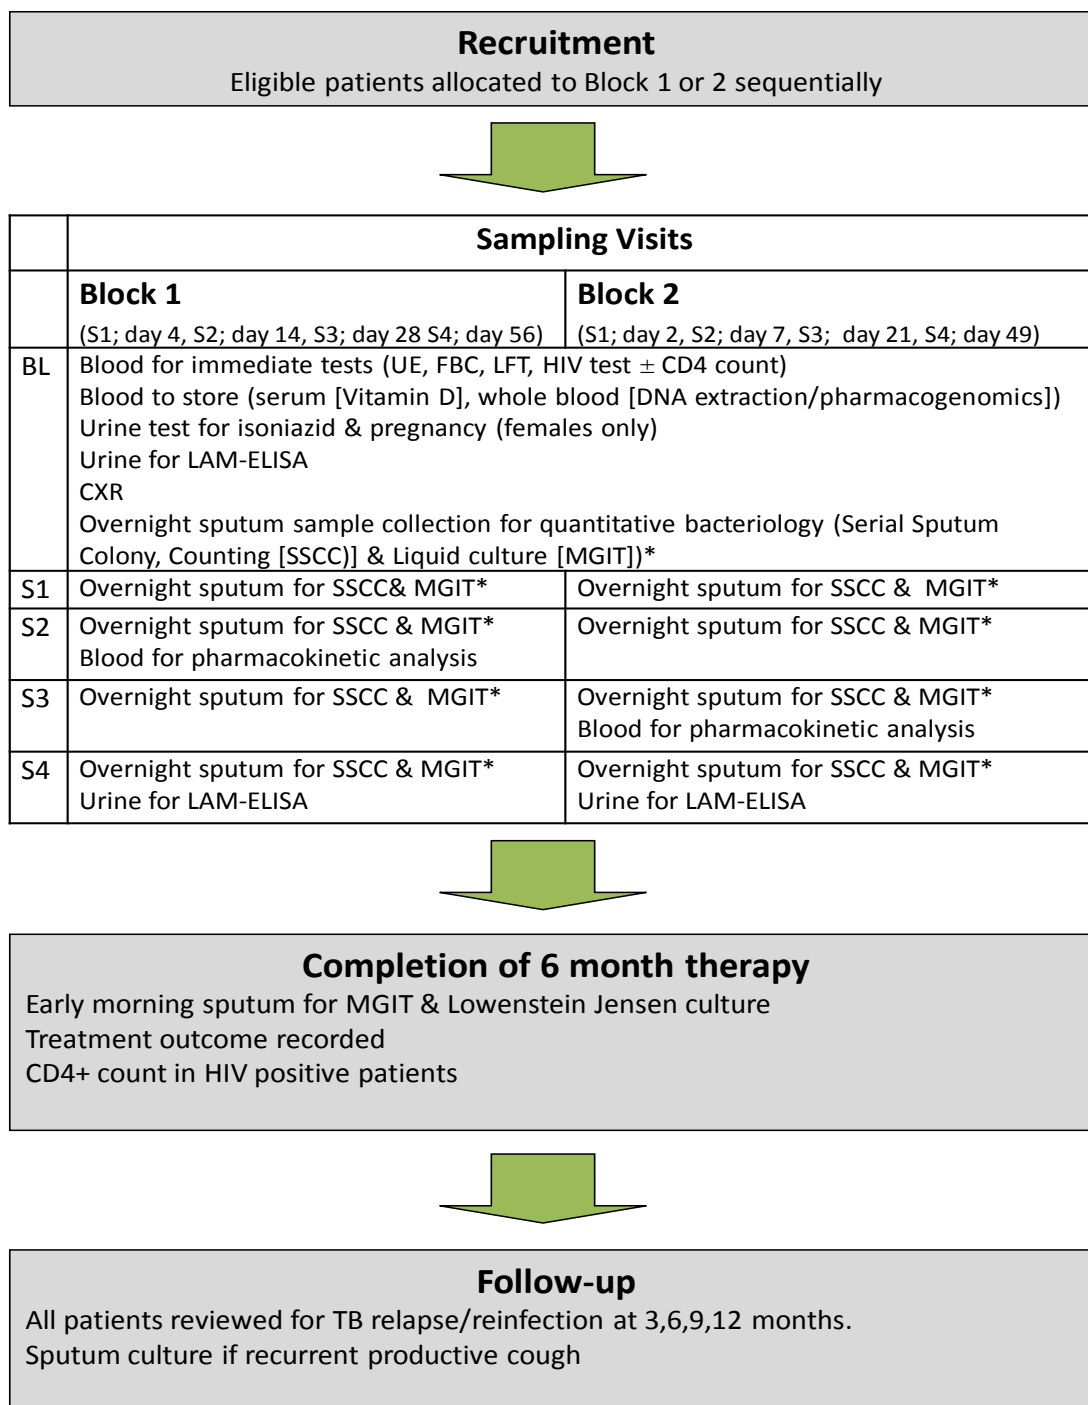 Recruitment
Eligible patients allocated to Block 1 or 2 sequentially
Sampling Visits
Block 1
(S1; day 4, S2; day 14, S3; day 28 S4; day 56)
Block 2
(S1; day 2, S2; day 7, S3;  day 21, S4; day 49)
BL
Blood for immediate tests (UE, FBC, LFT, HIV test ± CD4 count)
Blood to store (serum [Vitamin D], whole blood [DNA extraction/pharmacogenomics])
Urine test for isoniazid & pregnancy (females only)
Urine for LAM-ELISA
CXR
Overnight sputum sample collection for quantitative bacteriology (Serial Sputum
Colony, Counting [SSCC)] & Liquid culture [MGIT])*
S1
Overnight sputum for SSCC& MGIT*
Overnight sputum for SSCC &  MGIT*
S2
Overnight sputum for SSCC & MGIT*
Blood for pharmacokinetic analysis
Overnight sputum for SSCC & MGIT*
S3
Overnight sputum for SSCC &  MGIT*
Overnight sputum for SSCC & MGIT*
Blood for pharmacokinetic analysis
S4
Overnight sputum for SSCC & MGIT*
Urine for LAM-ELISA
Overnight sputum for SSCC & MGIT*
Urine for LAM-ELISA
Completion of 6 month therapy
Early morning sputum for MGIT & Lowenstein Jensen culture
Treatment outcome recorded
CD4+ count in HIV positive patients
Follow-up
All patients reviewed for TB relapse/reinfection at 3,6,9,12 months.
Sputum culture if recurrent productive cough